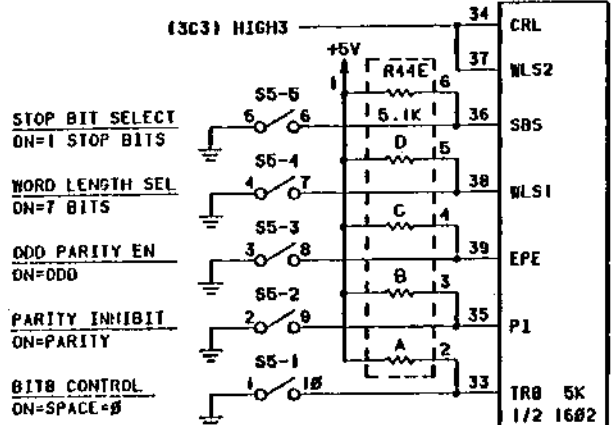 (3C3) HIGH3
34 CRL
+5V
37 WLS2
R44E
1
6
S5-5
STOP BIT SELECT
5 6
5.1K
36 SBS
ON=1 STOP BITS
D
5
S5-4
WORD LENGTH SEL
4 7
38 WLS1
ON=7 BITS
C
4
S5-3
ODD PARITY EN
3 8
39 EPE
ON=ODD
B
3
S5-2
PARITY INHIBIT
2 9
35 PI
ON=PARITY
A
2
S5-1
BIT8 CONTROL
1 10
33 TR8 5K
ON=SPACE=0
1/2 1602